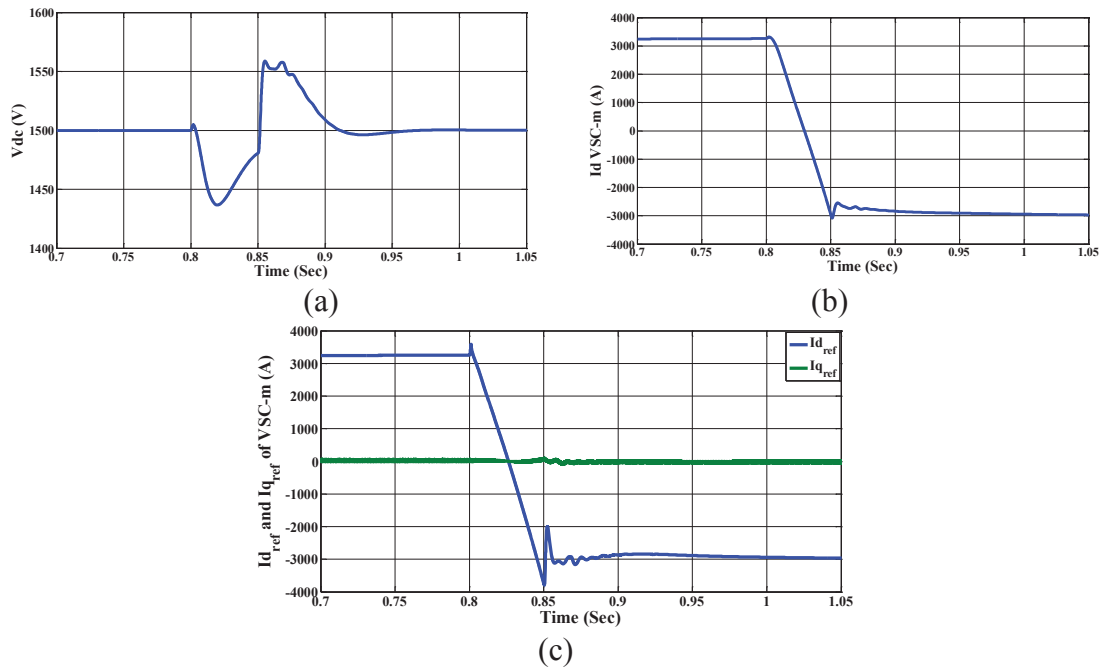 1600
1550
1500
1450
1400
Vdc (V)
0.7 0.75 0.8 0.85 0.9 0.95 1 1.05
Time (Sec)
(a)
4000
3000
2000
1000
0
-1000
-2000
-3000
-4000
Id VSC-m (A)
0.7 0.75 0.8 0.85 0.9 0.95 1 1.05
Time (Sec)
(b)
4000
3000
2000
1000
0
-1000
-2000
-3000
-4000
Id_ref and Iq_ref of VSC-m (A)
Id_ref
Iq_ref
0.7 0.75 0.8 0.85 0.9 0.95 1 1.05
Time (Sec)
(c)